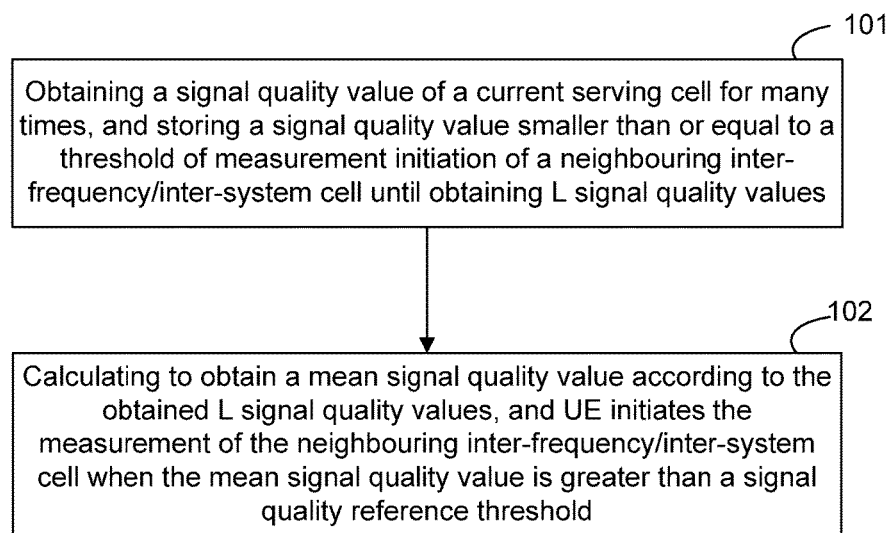 101
Obtaining a signal quality value of a current serving cell for many
times, and storing a signal quality value smaller than or equal to a
threshold of measurement initiation of a neighbouring inter-
frequency/inter-system cell until obtaining L signal quality values
102
Calculating to obtain a mean signal quality value according to the
obtained L signal quality values, and UE initiates the
measurement of the neighbouring inter-frequency/inter-system
cell when the mean signal quality value is greater than a signal
quality reference threshold